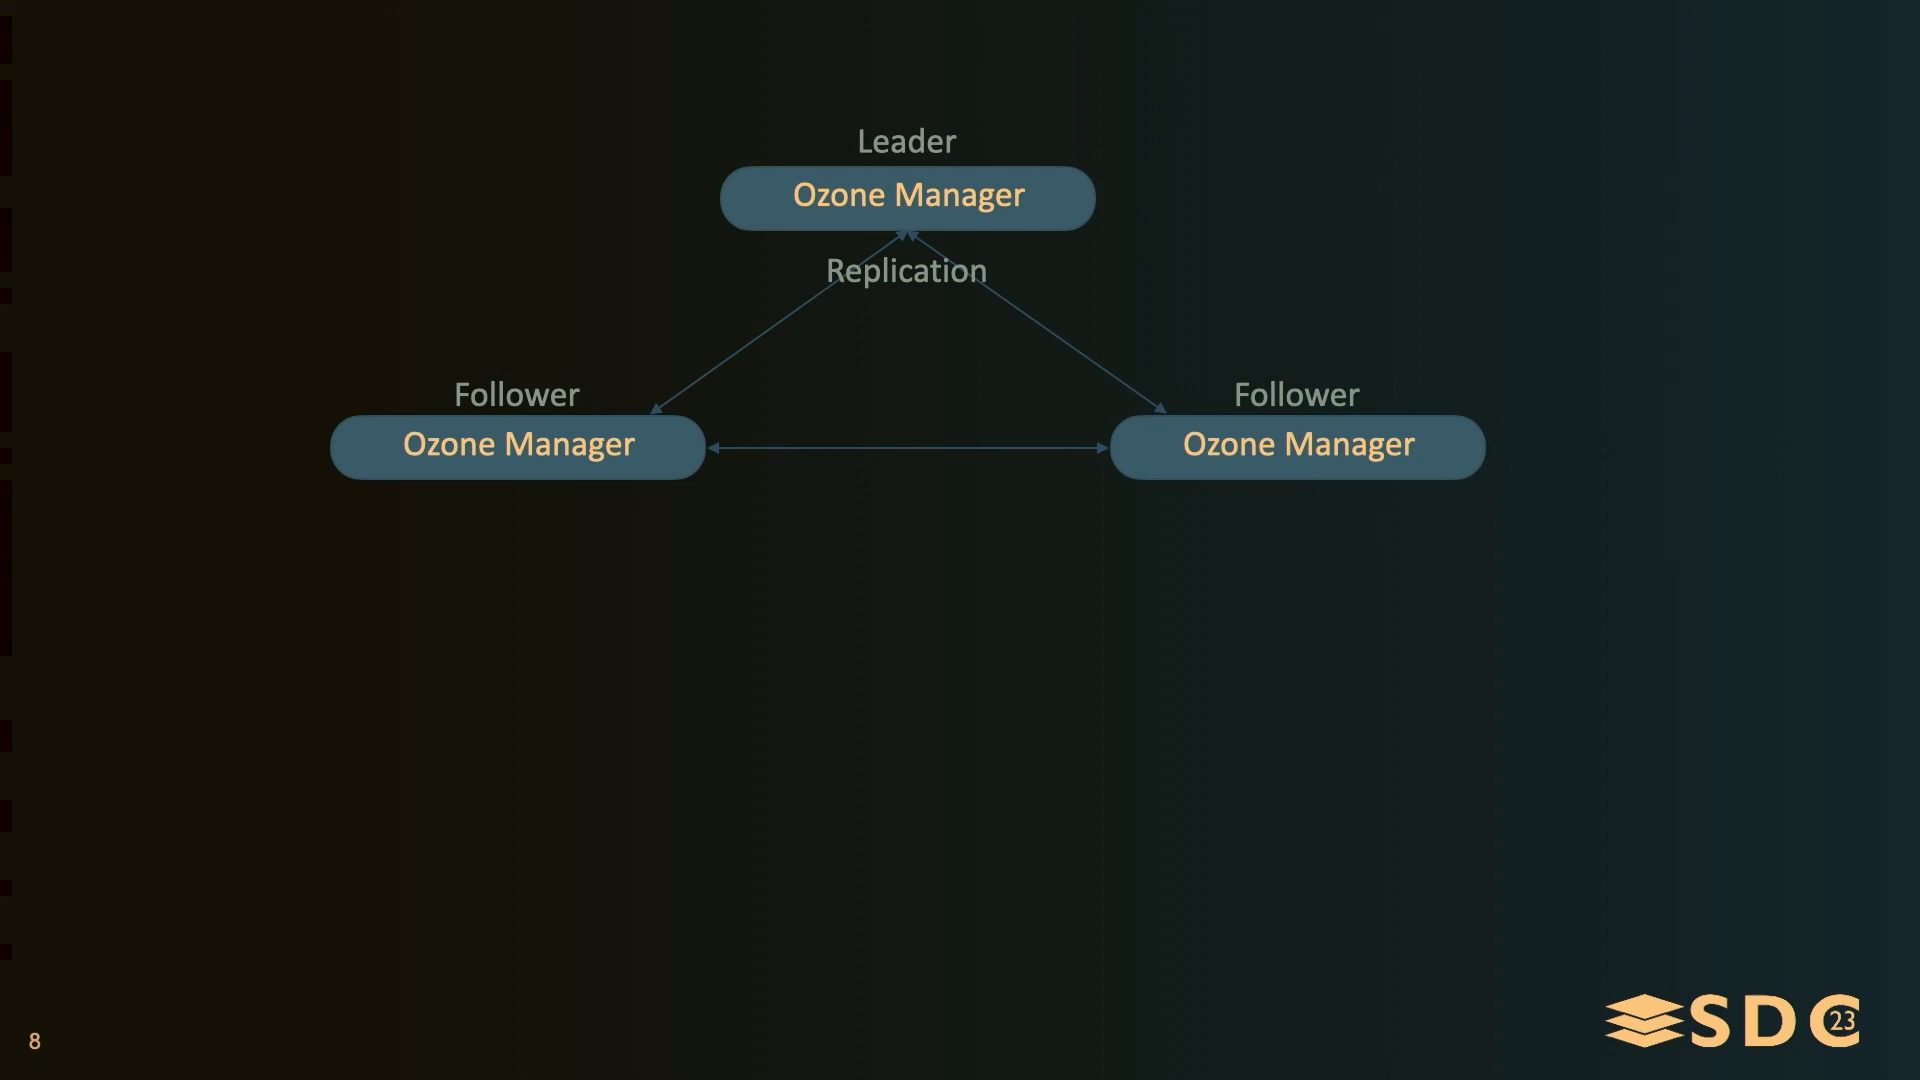 Leader
Ozone Manager
Replication
Follower
Follower
Ozone Manager
Ozone Manager
8
SDC
23